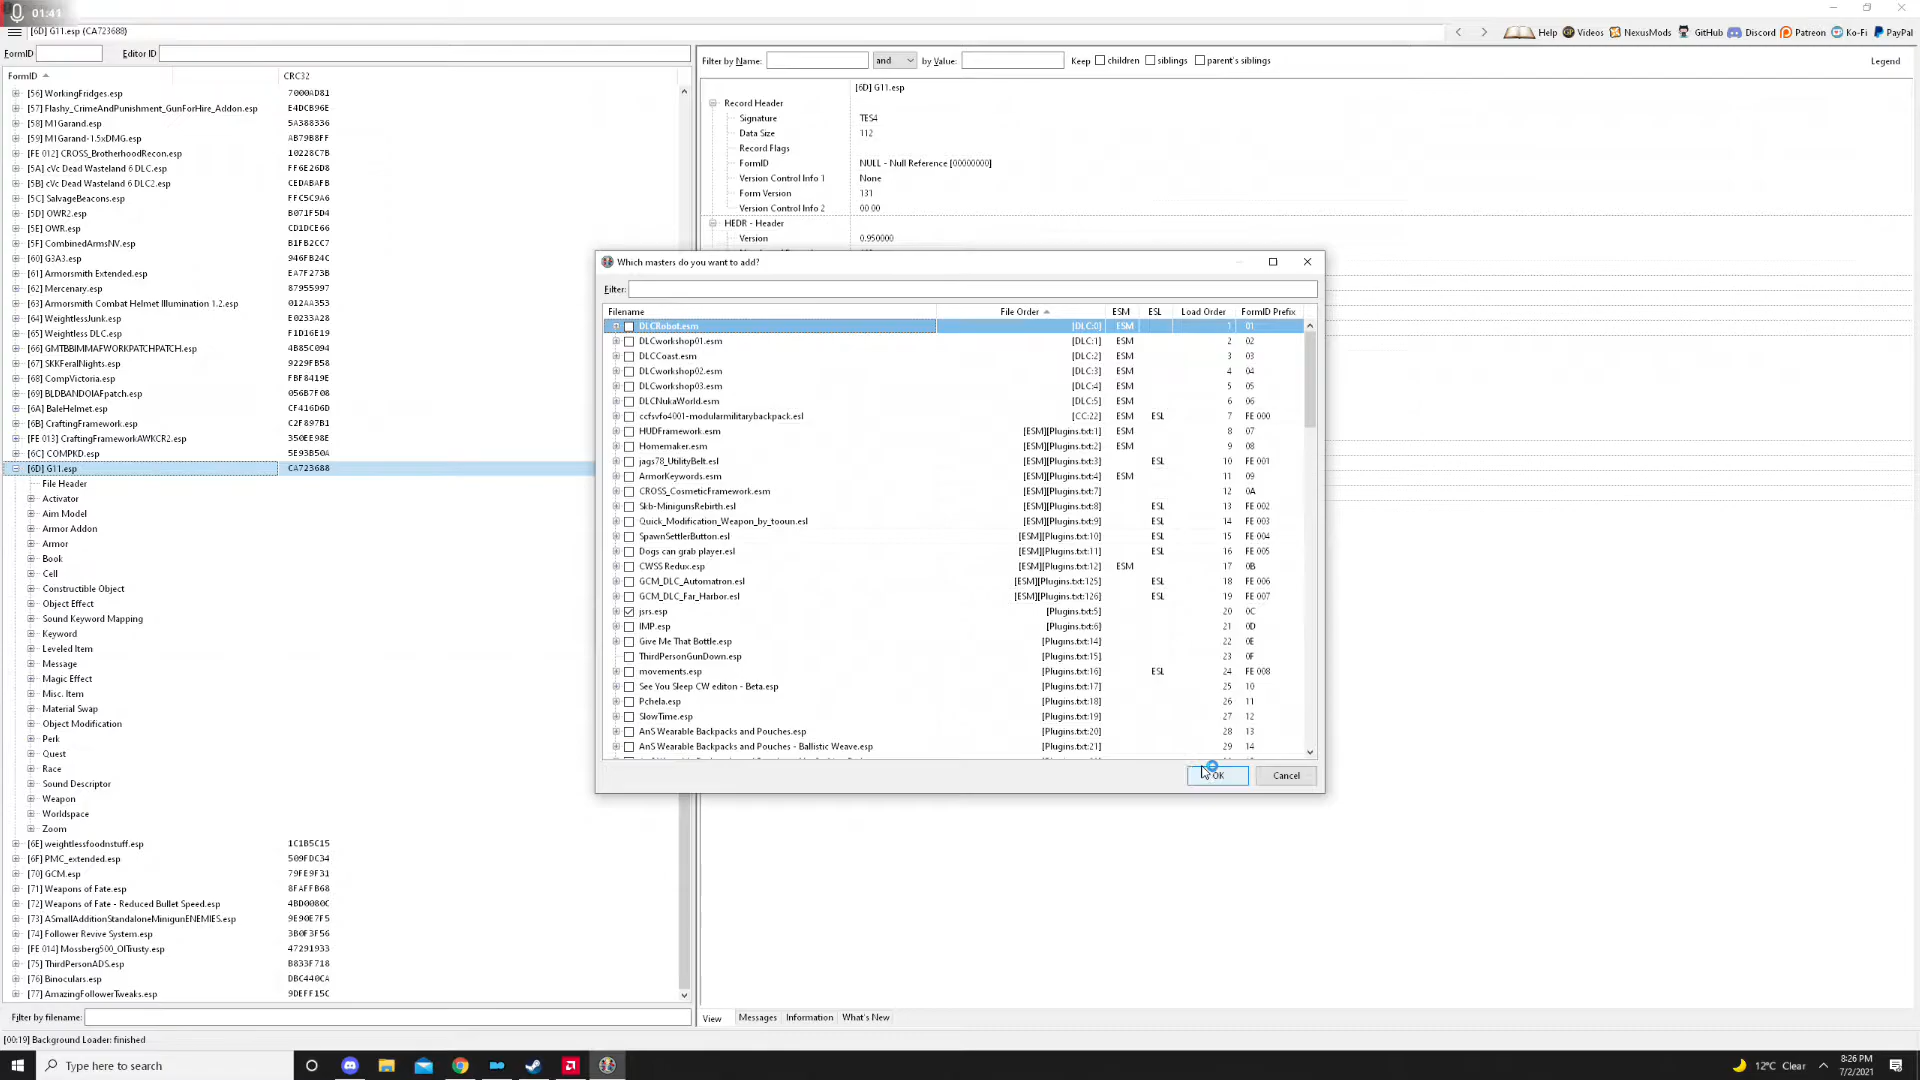 01:41
[6D] G11.esp (CA723688)
Help Videos NexusMods GitHub Discord Patreon Ko-Fi PayPal
FormID Editor ID
Filter by Name: and by Value: Keep children siblings parent's siblings Legend
FormID CRC32
[56] WorkingFridges.esp 7000AD81
[57] Flashy_CrimeAndPunishment_GunForHire_Addon.esp E4DCB96E
[58] M1Garand.esp 5A388336
[59] M1Garand-1.5xDMG.esp AB79B8FF
[FE 012] CROSS_BrotherhoodRecon.esp 10228C7B
[5A] cVc Dead Wasteland 6 DLC.esp FF6E26D8
[5B] cVc Dead Wasteland 6 DLC2.esp CEDABAFB
[5C] SalvageBeacons.esp FFC5C9A6
[5D] OWR2.esp B071F5D4
[5E] OWR.esp CD1DCE66
[5F] CombinedArmsNV.esp B1FB2CC7
[60] G3A3.esp 946FB24C
[61] Armorsmith Extended.esp EA7F273B
[62] Mercenary.esp 87955997
[63] Armorsmith Combat Helmet Illumination 1.2.esp 012AA353
[64] WeightlessJunk.esp E0233A28
[65] Weightless DLC.esp F1D16E19
[66] GMTBBIMMAFWORKPATCHPATCH.esp 4B85C094
[67] SKKFeralNights.esp 9229FB58
[68] CompVictoria.esp FBF8419E
[69] BLDBANDOIAFpatch.esp 056B7F08
[6A] BaleHelmet.esp CF416D6D
[6B] CraftingFramework.esp C2F897B1
[FE 013] CraftingFrameworkAWKCR2.esp 350EE98E
[6C] COMPKD.esp 5E93B50A
[6D] G11.esp CA723688
File Header
Activator
Aim Model
Armor Addon
Armor
Book
Cell
Constructible Object
Object Effect
Sound Keyword Mapping
Keyword
Leveled Item
Message
Magic Effect
Misc. Item
Material Swap
Object Modification
Perk
Quest
Race
Sound Descriptor
Weapon
Worldspace
Zoom
[6E] weightlessfoodnstuff.esp 1C1B5C15
[6F] PMC_extended.esp 509FDC34
[70] GCM.esp 79FE9F31
[71] Weapons of Fate.esp 8FAFFB68
[72] Weapons of Fate - Reduced Bullet Speed.esp 4BD0080C
[73] ASmallAdditionStandaloneMinigunENEMIES.esp 9E90E7F5
[74] Follower Revive System.esp 3B0F3F56
[FE 014] Mossberg500_OlTrusty.esp 47291933
[75] ThirdPersonADS.esp B833F718
[76] Binoculars.esp DBC440CA
[77] AmazingFollowerTweaks.esp 9DEFF15C
Filter by filename:
[00:19] Background Loader: finished
[6D] G11.esp
Record Header
Signature TES4
Data Size 112
Record Flags
FormID NULL - Null Reference [00000000]
Version Control Info 1 None
Form Version 131
Version Control Info 2 00 00
HEDR - Header
Version 0.950000
Which masters do you want to add?
Filter:
Filename File Order ESM ESL Load Order FormID Prefix
DLCRobot.esm [DLC:0] ESM 1 01
DLCworkshop01.esm [DLC:1] ESM 2 02
DLCCoast.esm [DLC:2] ESM 3 03
DLCworkshop02.esm [DLC:3] ESM 4 04
DLCworkshop03.esm [DLC:4] ESM 5 05
DLCNukaWorld.esm [DLC:5] ESM 6 06
ccfsvfo4001-modularmilitarybackpack.esl [CC:22] ESM ESL 7 FE 000
HUDFramework.esm [ESM][Plugins.txt:1] ESM 8 07
Homemaker.esm [ESM][Plugins.txt:2] ESM 9 08
jags78_UtilityBelt.esl [ESM][Plugins.txt:3] ESL 10 FE 001
ArmorKeywords.esm [ESM][Plugins.txt:4] ESM 11 09
CROSS_CosmeticFramework.esm [ESM][Plugins.txt:7] 12 0A
Skb-MinigunsRebirth.esl [ESM][Plugins.txt:8] ESL 13 FE 002
Quick_Modification_Weapon_by_tooun.esl [ESM][Plugins.txt:9] ESL 14 FE 003
SpawnSettlerButton.esl [ESM][Plugins.txt:10] ESL 15 FE 004
Dogs can grab player.esl [ESM][Plugins.txt:11] ESL 16 FE 005
CWSS Redux.esp [ESM][Plugins.txt:12] ESM 17 0B
GCM_DLC_Automatron.esl [ESM][Plugins.txt:125] ESL 18 FE 006
GCM_DLC_Far_Harbor.esl [ESM][Plugins.txt:126] ESL 19 FE 007
jsrs.esp [Plugins.txt:5] 20 0C
IMP.esp [Plugins.txt:6] 21 0D
Give Me That Bottle.esp [Plugins.txt:14] 22 0E
ThirdPersonGunDown.esp [Plugins.txt:15] 23 0F
movements.esp [Plugins.txt:16] ESL 24 FE 008
See You Sleep CW editon - Beta.esp [Plugins.txt:17] 25 10
Pchela.esp [Plugins.txt:18] 26 11
SlowTime.esp [Plugins.txt:19] 27 12
AnS Wearable Backpacks and Pouches.esp [Plugins.txt:20] 28 13
AnS Wearable Backpacks and Pouches - Ballistic Weave.esp [Plugins.txt:21] 29 14
OK Cancel
View Messages Information What's New
Type here to search
12°C Clear
8:26 PM
7/2/2021